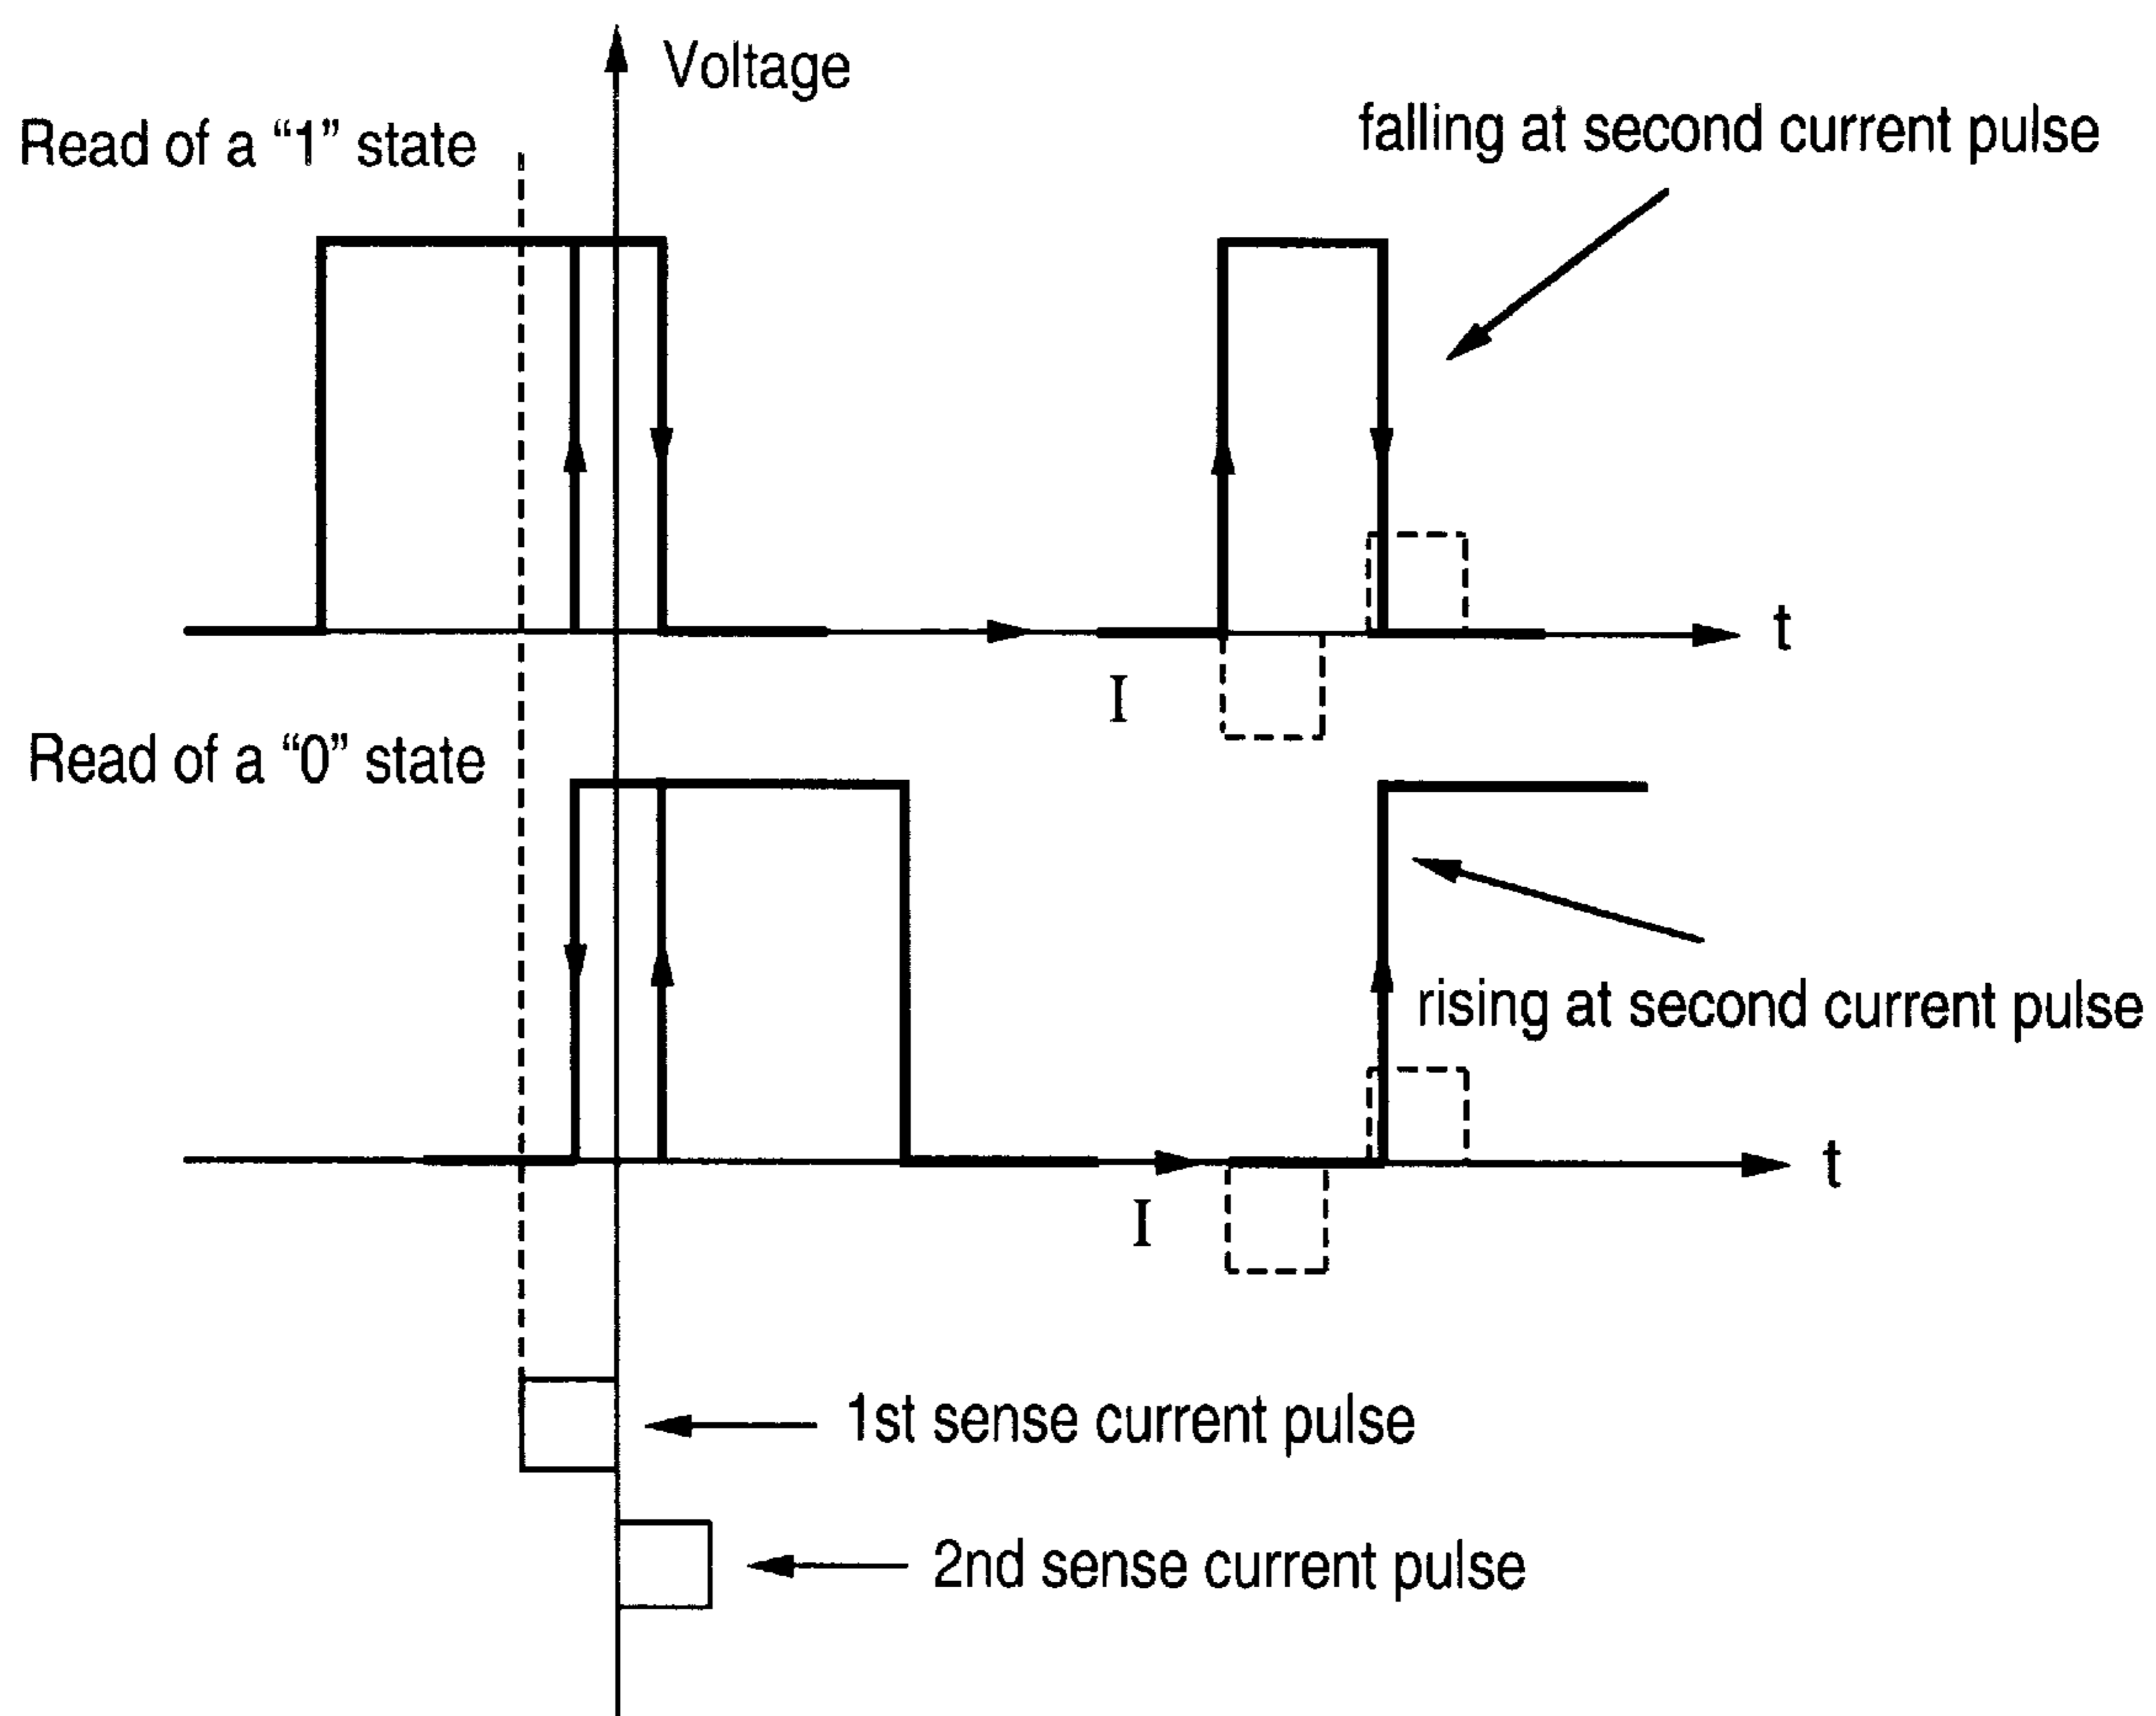 Voltage
Read of a “1” state
falling at second current pulse
t
I
Read of a “0” state
rising at second current pulse
t
I
1st sense current pulse
2nd sense current pulse